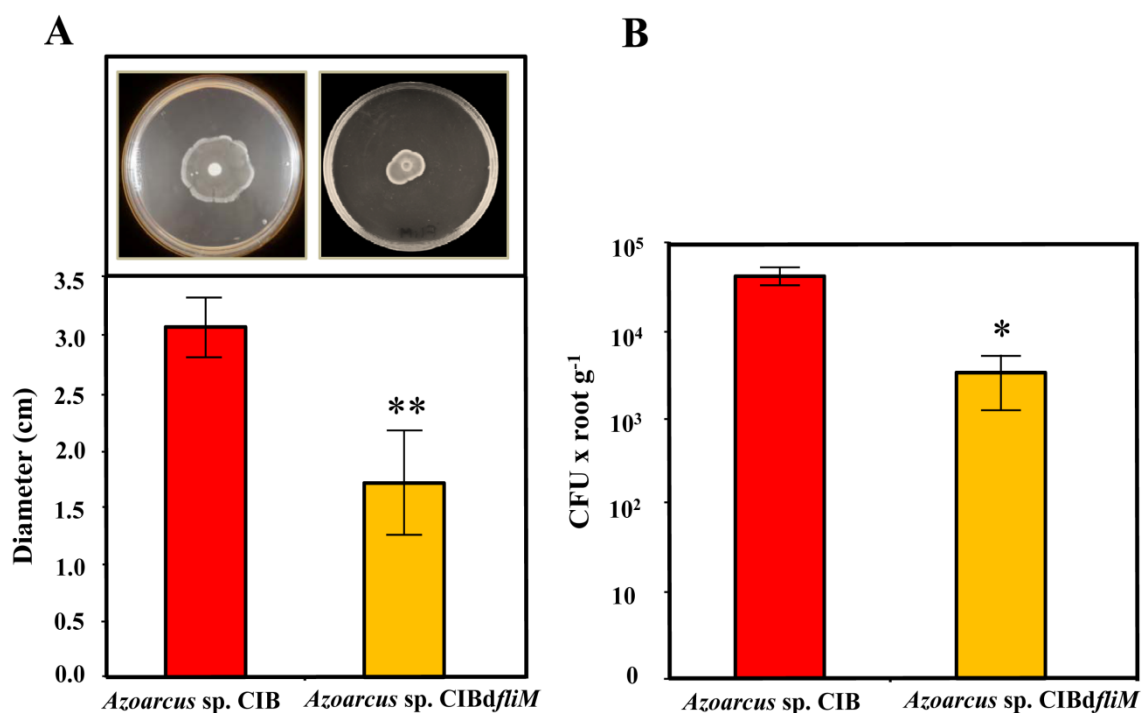 A
B
3.5
3.0
2.5
2.0
1.5
1.0
0.5
0.0
Diameter (cm)
**
Azoarcus sp. CIB Azoarcus sp. CIBdfliM
10⁵
10⁴
10³
10²
10
0
CFU x root g⁻¹
*
Azoarcus sp. CIB Azoarcus sp. CIBdfliM